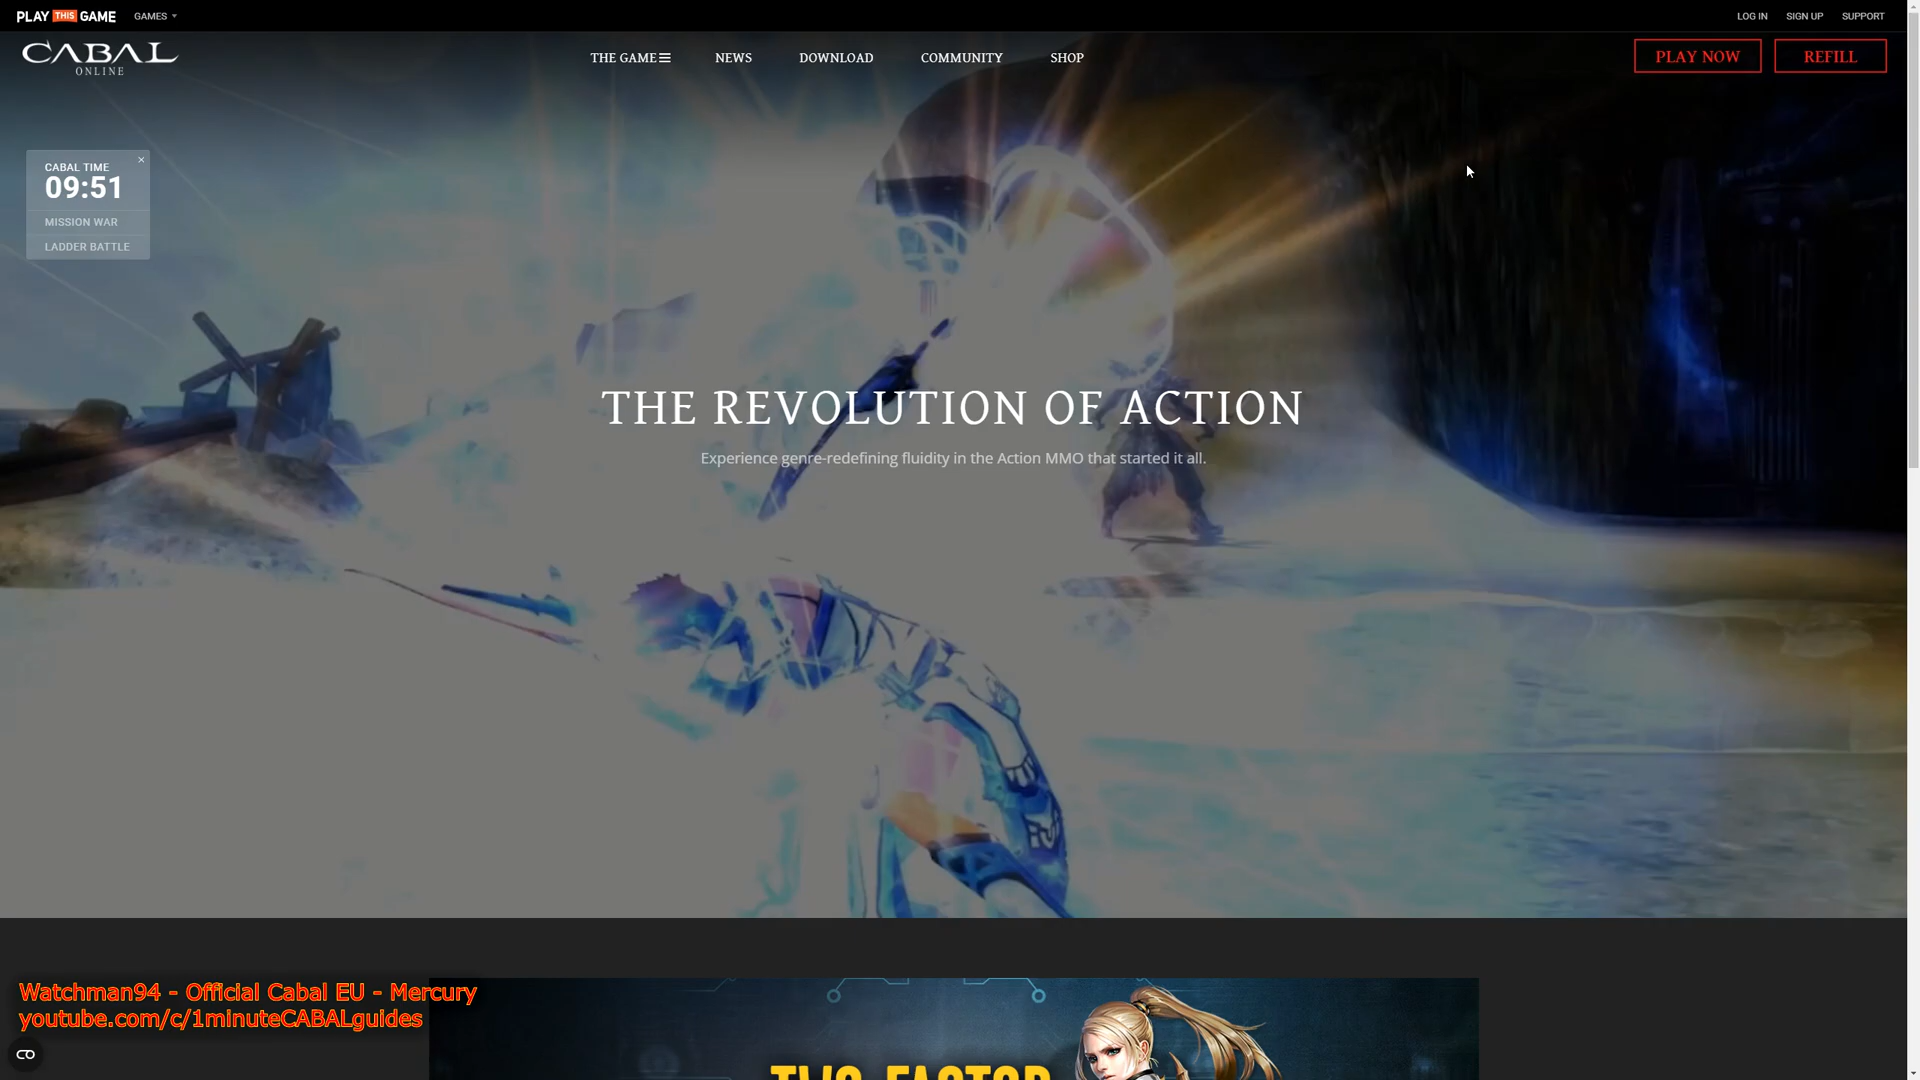 PLAY THIS GAME
GAMES
LOG IN
SIGN UP
SUPPORT
CABAL
ONLINE
THE GAME
NEWS
DOWNLOAD
COMMUNITY
SHOP
PLAY NOW
REFILL
CABAL TIME
09:51
MISSION WAR
LADDER BATTLE
THE REVOLUTION OF ACTION
Experience genre-redefining fluidity in the Action MMO that started it all.
Watchman94 - Official Cabal EU - Mercury
youtube.com/c/1minuteCABALguides
TWO FACTOR